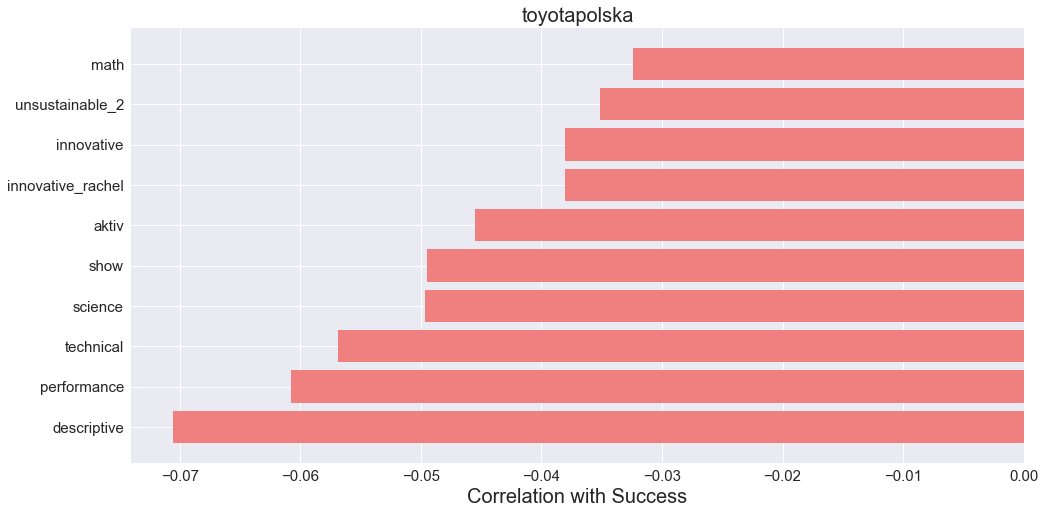 toyotapolska
math
unsustainable_2
innovative
innovative_rachel
aktiv
show
science
technical
performance
descriptive
−0.07 −0.06 −0.05 −0.04 −0.03 −0.02 −0.01 0.00
Correlation with Success